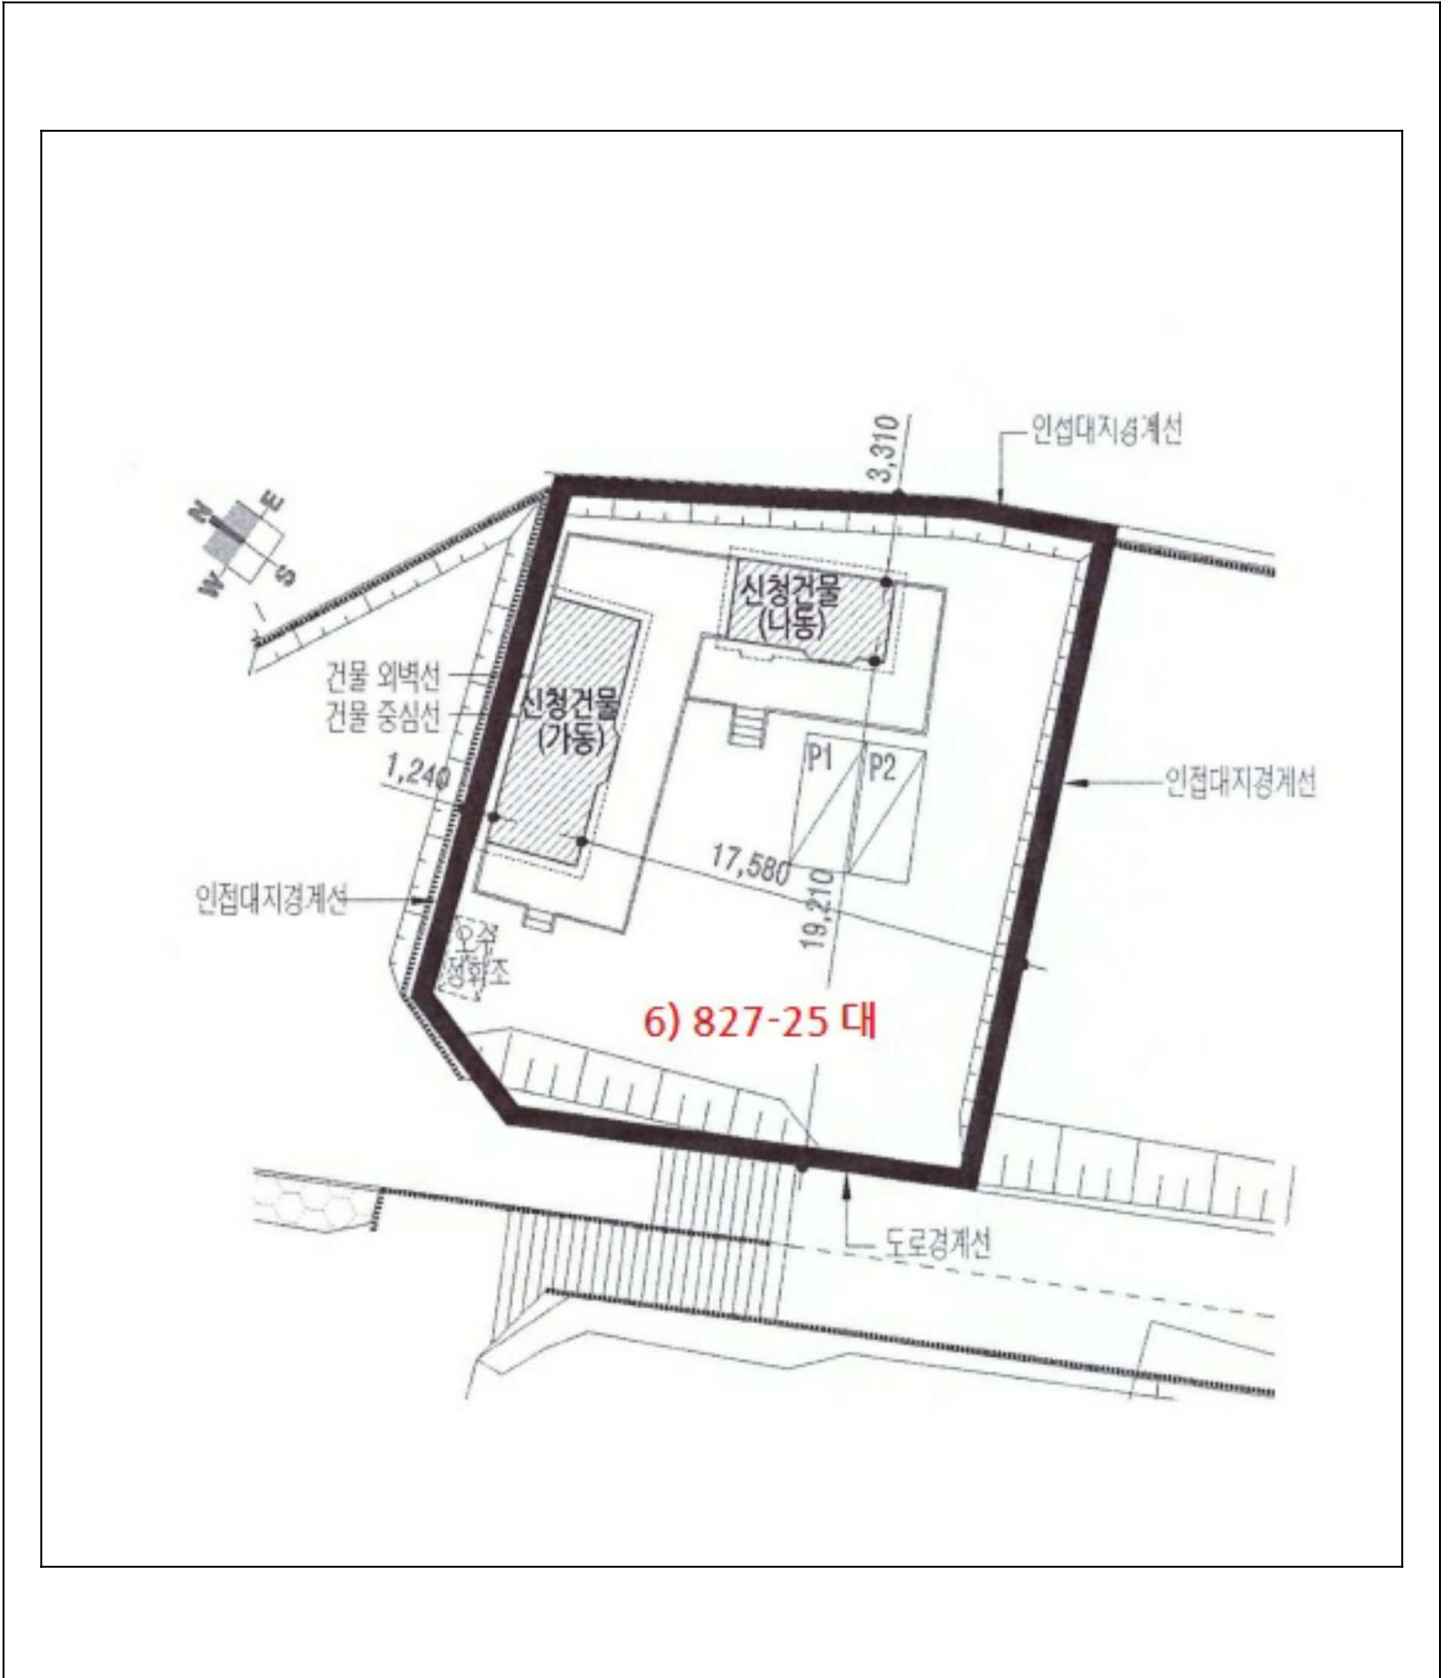 3,310
인접대지경계선
N
E
W
S
신청건물
(나동)
건물 외벽선
건물 중심선
신청건물
(가동)
1,240
P1
P2
인접대지경계선
17,580
19,210
인접대지경계선
오수
정화조
6) 827-25 대
도로경계선